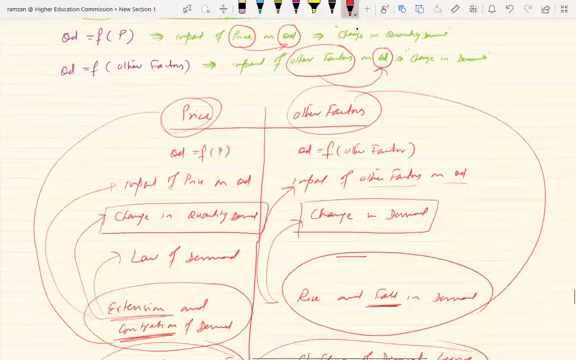 ramzan @ Higher Education Commission » New Section 1
Qd = f(P) ⇒ impact of Price on Qd ⇒ "Change in Quantity Demand
Qd = f(other Factors) ⇒ impact of other Factors on Qd ⇒ "Change in Demand"
Price
other Factors
Qd = f(P)
Qd = f(other Factor)
impact of Price on Qd
impact of other Factors on Qd
Change in Quantity Demand
Change in Demand
Law of Demand
Extension and
Contration of Demand
Rise and Fall in Demand